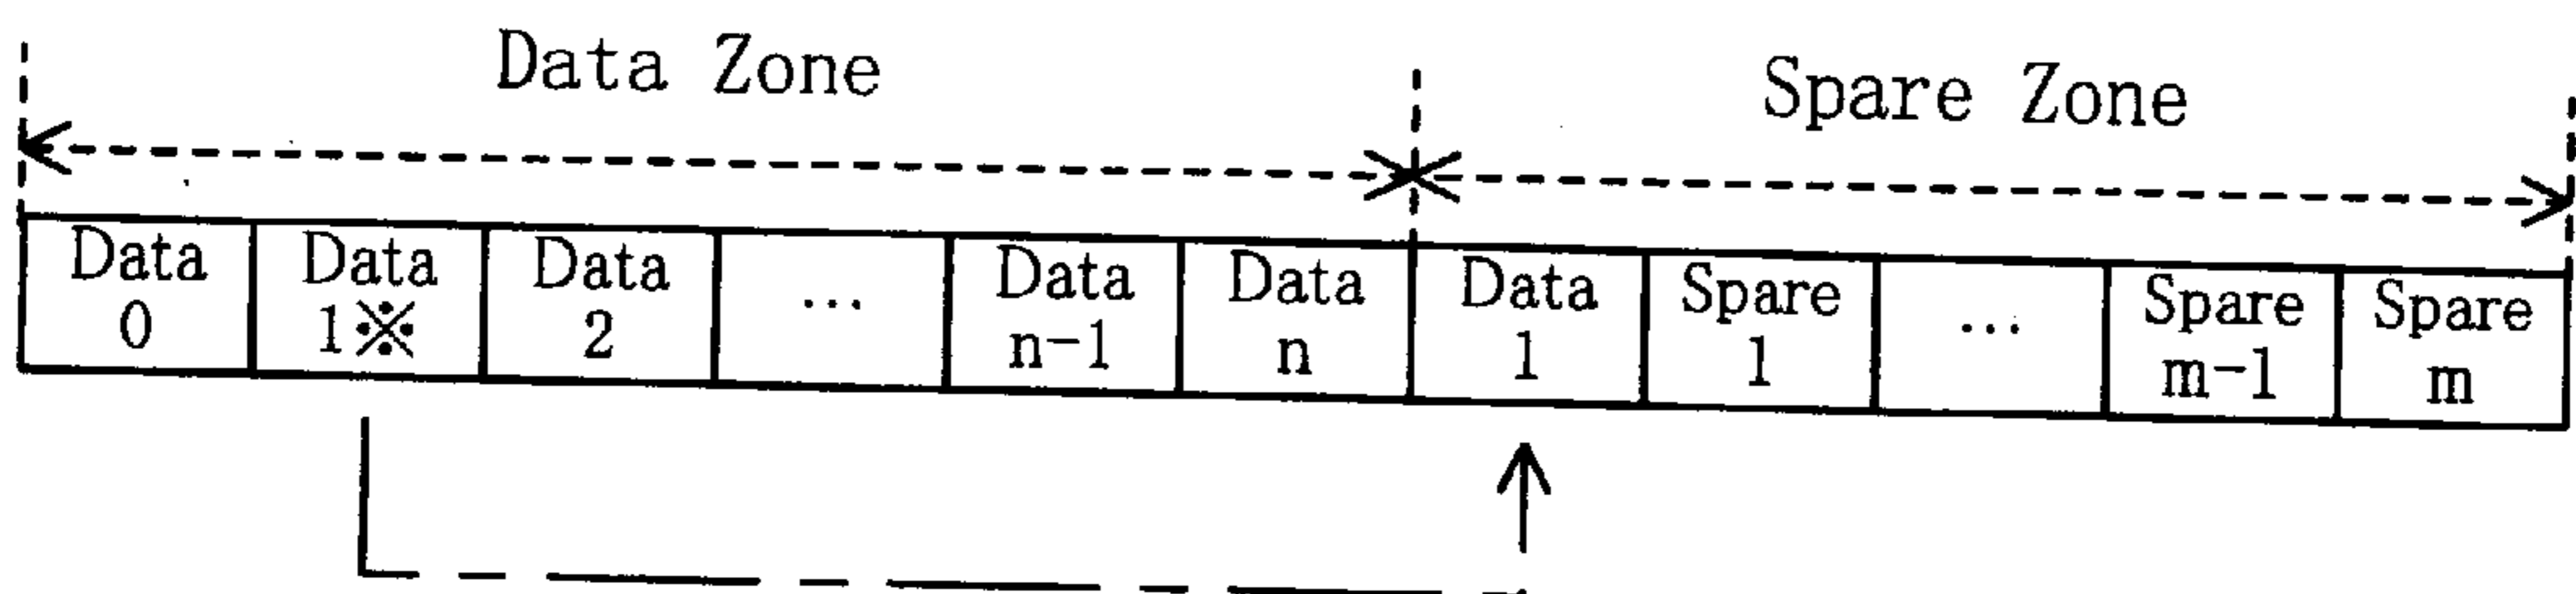 Data Zone
Spare Zone
Data
0
Data
1※
Data
2
...
Data
n-1
Data
n
Data
1
Spare
1
...
Spare
m-1
Spare
m